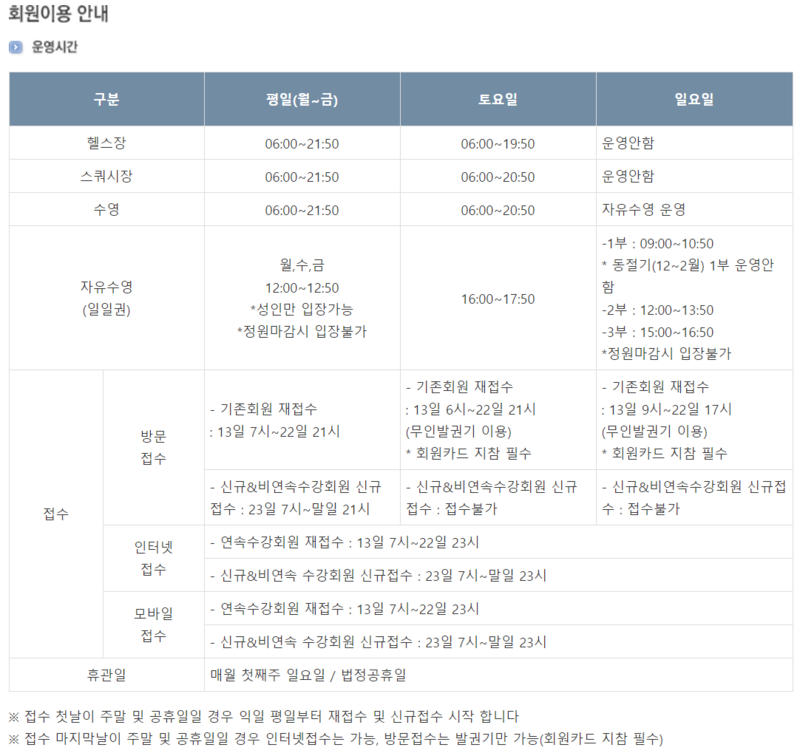 회원이용 안내
운영시간
구분 평일(월~금) 토요일 일요일
헬스장 06:00~21:50 06:00~19:50 운영안함
스쿼시장 06:00~21:50 06:00~20:50 운영안함
수영 06:00~21:50 06:00~20:50 자유수영 운영
자유수영
(일일권)
월,수,금
12:00~12:50
*성인만 입장가능
*정원마감시 입장불가
16:00~17:50
-1부 : 09:00~10:50
* 동절기(12~2월) 1부 운영안
함
-2부 : 12:00~13:50
-3부 : 15:00~16:50
*정원마감시 입장불가
접수
방문
접수
- 기존회원 재접수
: 13일 7시~22일 21시
- 기존회원 재접수
: 13일 6시~22일 21시
(무인발권기 이용)
* 회원카드 지참 필수
- 기존회원 재접수
: 13일 9시~22일 17시
(무인발권기 이용)
* 회원카드 지참 필수
- 신규&비연속수강회원 신규
접수 : 23일 7시~말일 21시
- 신규&비연속수강회원 신규
접수 : 접수불가
- 신규&비연속수강회원 신규접
수 : 접수불가
인터넷
접수
- 연속수강회원 재접수 : 13일 7시~22일 23시
- 신규&비연속 수강회원 신규접수 : 23일 7시~말일 23시
모바일
접수
- 연속수강회원 재접수 : 13일 7시~22일 23시
- 신규&비연속 수강회원 신규접수 : 23일 7시~말일 23시
휴관일 매월 첫째주 일요일 / 법정공휴일
※ 접수 첫날이 주말 및 공휴일일 경우 익일 평일부터 재접수 및 신규접수 시작 합니다
※ 접수 마지막날이 주말 및 공휴일일 경우 인터넷접수는 가능, 방문접수는 발권기만 가능(회원카드 지참 필수)